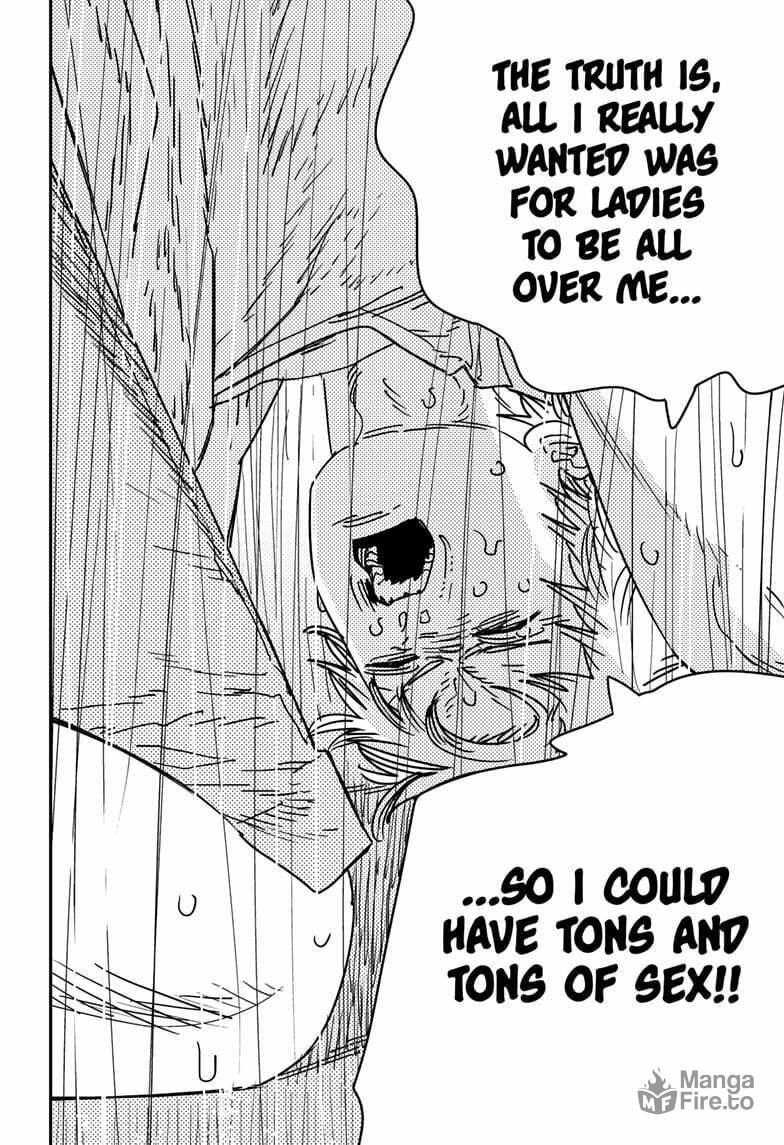 THE TRUTH IS,
ALL I REALLY
WANTED WAS
FOR LADIES
TO BE ALL
OVER ME...
...SO I COULD
HAVE TONS AND
TONS OF SEX!!
Manga
MF Fire.to